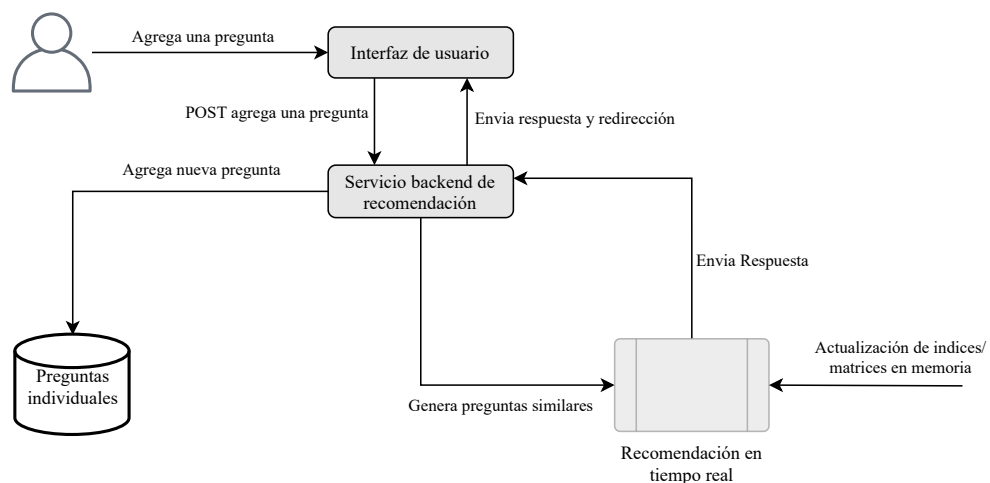 Agrega una pregunta
Interfaz de usuario
POST agrega una pregunta
Envia respuesta y redirección
Agrega nueva pregunta
Servicio backend de
recomendación
Envia Respuesta
Preguntas
individuales
Genera preguntas similares
Actualización de indices/
matrices en memoria
Recomendación en
tiempo real